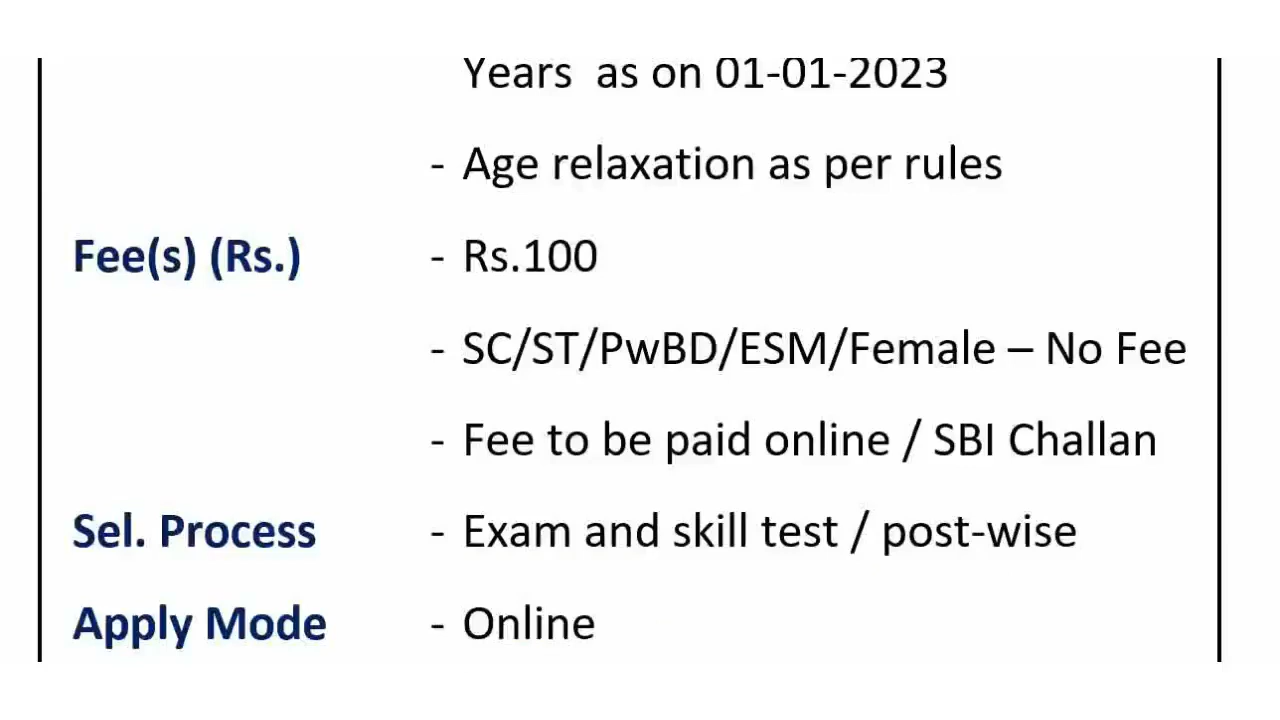 Years as on 01-01-2023
- Age relaxation as per rules
Fee(s) (Rs.) - Rs.100
- SC/ST/PwBD/ESM/Female – No Fee
- Fee to be paid online / SBI Challan
Sel. Process - Exam and skill test / post-wise
Apply Mode - Online